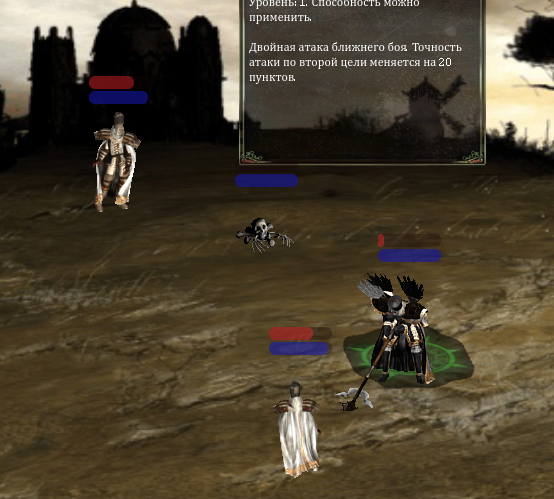 Уровень: 1. Способность можно
применить.
Двойная атака ближнего боя. Точность
атаки по второй цели меняется на 20
пунктов.